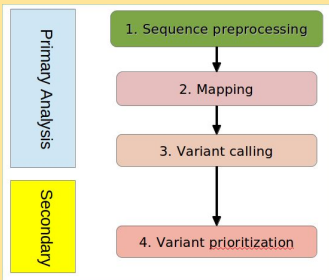 Primary Analysis
1. Sequence preprocessing
2. Mapping
3. Variant calling
Secondary
4. Variant prioritization